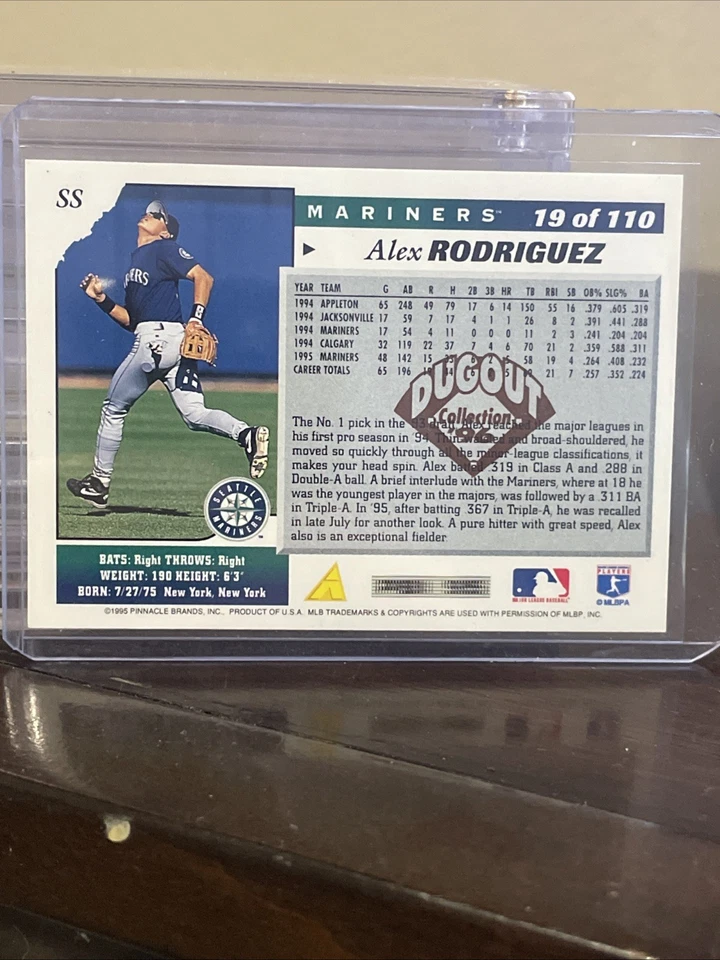 SS
MARINERS™ 19 of 110
Alex RODRIGUEZ
YEAR TEAM G AB R H 2B 3B HR TB RBI SB OB% SLG% BA
1994 APPLETON 65 248 49 79 17 6 14 150 55 16 .379 .605 .319
1994 JACKSONVILLE 17 59 7 17 4 1 1 26 8 2 .391 .441 .288
1994 MARINERS 17 54 4 11 0 0 0 11 2 3 .241 .204 .204
1994 CALGARY 32 119 22 37 7 4 6 70 21 2 .359 .588 .311
1995 MARINERS 48 142 15 58 19 4 .264 .408 .232
CAREER TOTALS 65 196 21 7 .257 .352 .224
DUGOUT
Collection
The No. 1 pick in the '93 draft, Alex reached the major leagues in
his first pro season in '94. Thin-waisted and broad-shouldered, he
moved so quickly through all the minor-league classifications, it
makes your head spin. Alex batted .319 in Class A and .288 in
Double-A ball. A brief interlude with the Mariners, where at 18 he
was the youngest player in the majors, was followed by a .311 BA
in Triple-A. In '95, after batting .367 in Triple-A, he was recalled
in late July for another look. A pure hitter with great speed, Alex
also is an exceptional fielder
SEATTLE
MARINERS
™
BATS: Right THROWS: Right
WEIGHT: 190 HEIGHT: 6'3'
BORN: 7/27/75 New York, New York
MAJOR LEAGUE BASEBALL
PLAYERS
© MLBPA
©1995 PINNACLE BRANDS, INC. PRODUCT OF U.S.A. MLB TRADEMARKS & COPYRIGHTS ARE USED WITH PERMISSION OF MLBP, INC.